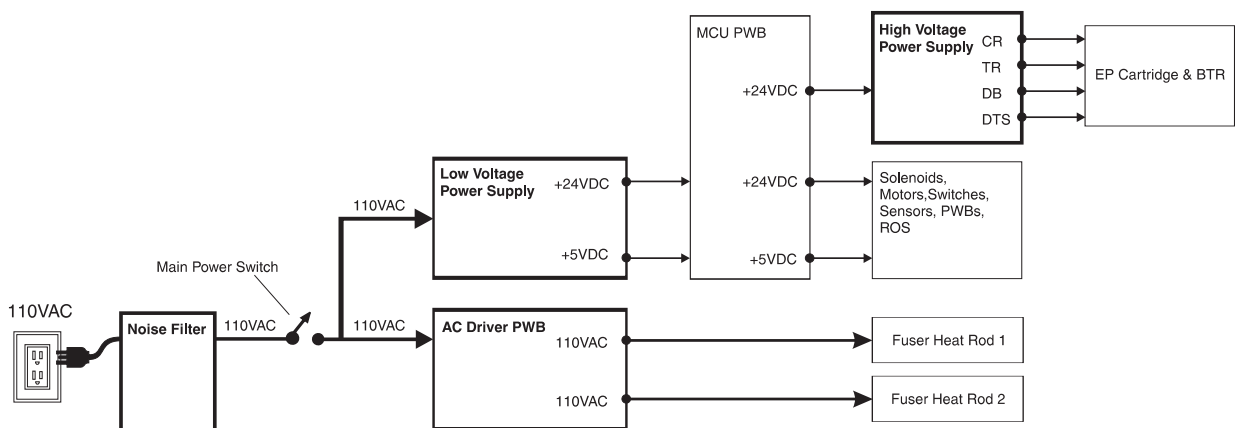 MCU PWB
+24VDC
+24VDC
+5VDC
High Voltage
Power Supply
CR
TR
DB
DTS
EP Cartridge & BTR
Low Voltage
Power Supply
+24VDC
+5VDC
Solenoids,
Motors,Switches,
Sensors, PWBs,
ROS
110VAC
Main Power Switch
110VAC
Noise Filter
110VAC
110VAC
AC Driver PWB
110VAC
110VAC
Fuser Heat Rod 1
Fuser Heat Rod 2